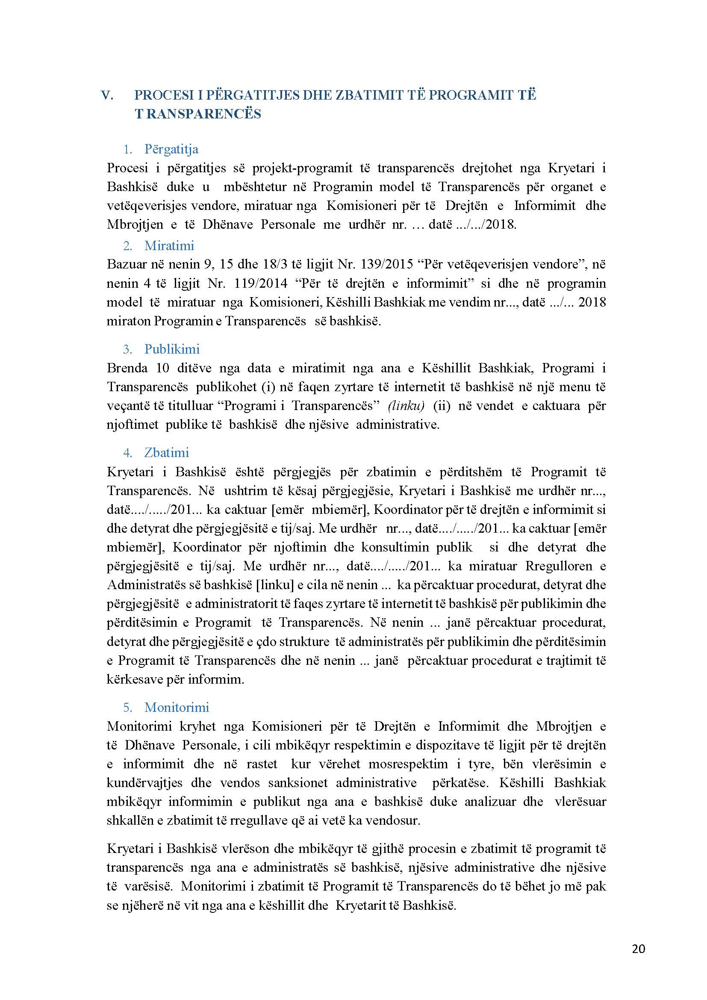 V. PROCESI I PËRGATITJES DHE ZBATIMIT TË PROGRAMIT TË
T RANSPARENCËS
1. Përgatitja
Procesi i përgatitjes së projekt-programit të transparencës drejtohet nga Kryetari i
Bashkisë duke u mbështetur në Programin model të Transparencës për organet e
vetëqeverisjes vendore, miratuar nga Komisioneri për të Drejtën e Informimit dhe
Mbrojtjen e të Dhënave Personale me urdhër nr. … datë .../.../2018.
2. Miratimi
Bazuar në nenin 9, 15 dhe 18/3 të ligjit Nr. 139/2015 “Për vetëqeverisjen vendore”, në
nenin 4 të ligjit Nr. 119/2014 “Për të drejtën e informimit” si dhe në programin
model të miratuar nga Komisioneri, Këshilli Bashkiak me vendim nr..., datë .../... 2018
miraton Programin e Transparencës së bashkisë.
3. Publikimi
Brenda 10 ditëve nga data e miratimit nga ana e Këshillit Bashkiak, Programi i
Transparencës publikohet (i) në faqen zyrtare të internetit të bashkisë në një menu të
veçantë të titulluar “Programi i Transparencës” (linku) (ii) në vendet e caktuara për
njoftimet publike të bashkisë dhe njësive administrative.
4. Zbatimi
Kryetari i Bashkisë është përgjegjës për zbatimin e përditshëm të Programit të
Transparencës. Në ushtrim të kësaj përgjegjësie, Kryetari i Bashkisë me urdhër nr...,
datë..../...../201... ka caktuar [emër mbiemër], Koordinator për të drejtën e informimit si
dhe detyrat dhe përgjegjësitë e tij/saj. Me urdhër nr..., datë..../...../201... ka caktuar [emër
mbiemër], Koordinator për njoftimin dhe konsultimin publik si dhe detyrat dhe
përgjegjësitë e tij/saj. Me urdhër nr..., datë..../...../201... ka miratuar Rregulloren e
Administratës së bashkisë [linku] e cila në nenin ... ka përcaktuar procedurat, detyrat dhe
përgjegjësitë e administratorit të faqes zyrtare të internetit të bashkisë për publikimin dhe
përditësimin e Programit të Transparencës. Në nenin ... janë përcaktuar procedurat,
detyrat dhe përgjegjësitë e çdo strukture të administratës për publikimin dhe përditësimin
e Programit të Transparencës dhe në nenin ... janë përcaktuar procedurat e trajtimit të
kërkesave për informim.
5. Monitorimi
Monitorimi kryhet nga Komisioneri për të Drejtën e Informimit dhe Mbrojtjen e
të Dhënave Personale, i cili mbikëqyr respektimin e dispozitave të ligjit për të drejtën
e informimit dhe në rastet kur vërehet mosrespektim i tyre, bën vlerësimin e
kundërvajtjes dhe vendos sanksionet administrative përkatëse. Këshilli Bashkiak
mbikëqyr informimin e publikut nga ana e bashkisë duke analizuar dhe vlerësuar
shkallën e zbatimit të rregullave që ai vetë ka vendosur.
Kryetari i Bashkisë vlerëson dhe mbikëqyr të gjithë procesin e zbatimit të programit të
transparencës nga ana e administratës së bashkisë, njësive administrative dhe njësive
të varësisë. Monitorimi i zbatimit të Programit të Transparencës do të bëhet jo më pak
se njëherë në vit nga ana e këshillit dhe Kryetarit të Bashkisë.
20